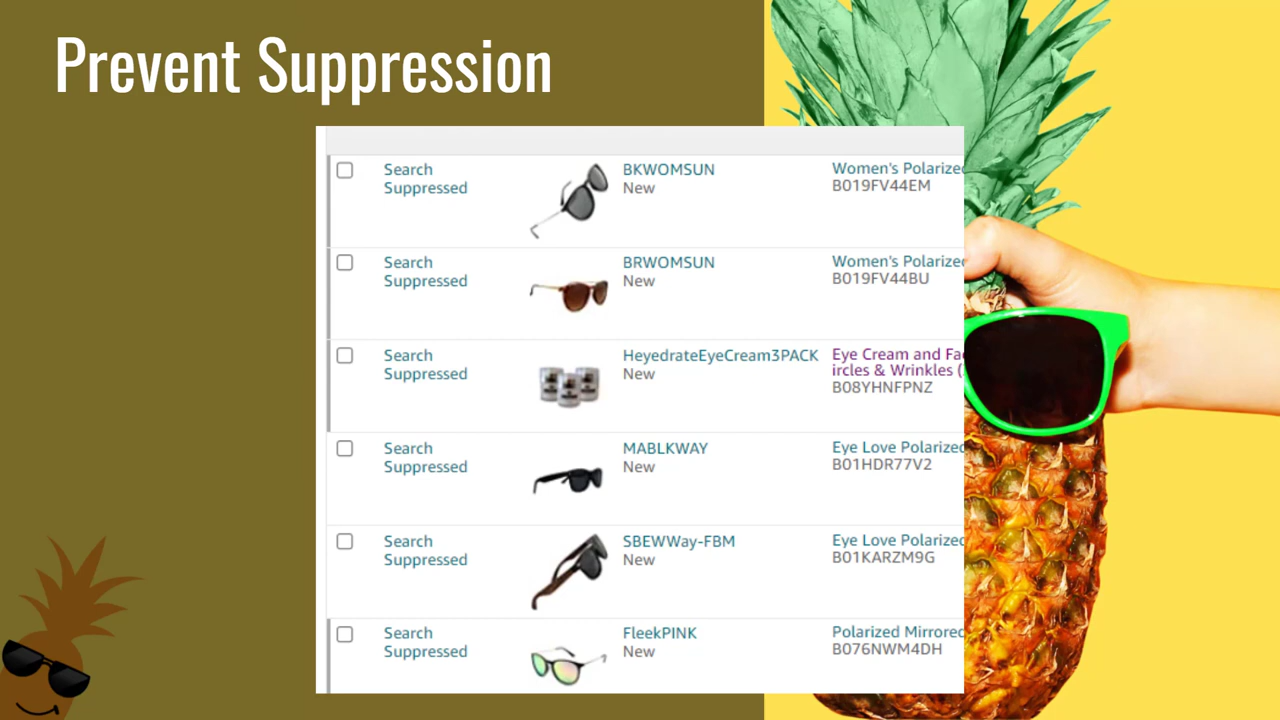 Prevent Suppression
Search
Suppressed
BKWOMSUN
New
Women's Polarized
B019FV44EM
Search
Suppressed
BRWOMSUN
New
Women's Polarized
B019FV44BU
Search
Suppressed
HeyedrateEyeCream3PACK
New
Eye Cream and Fa
ircles & Wrinkles (
B08YHNFPNZ
Search
Suppressed
MABLKWAY
New
Eye Love Polarized
B01HDR77V2
Search
Suppressed
SBEWWay-FBM
New
Eye Love Polarized
B01KARZM9G
Search
Suppressed
FleekPINK
New
Polarized Mirrored
B076NWM4DH